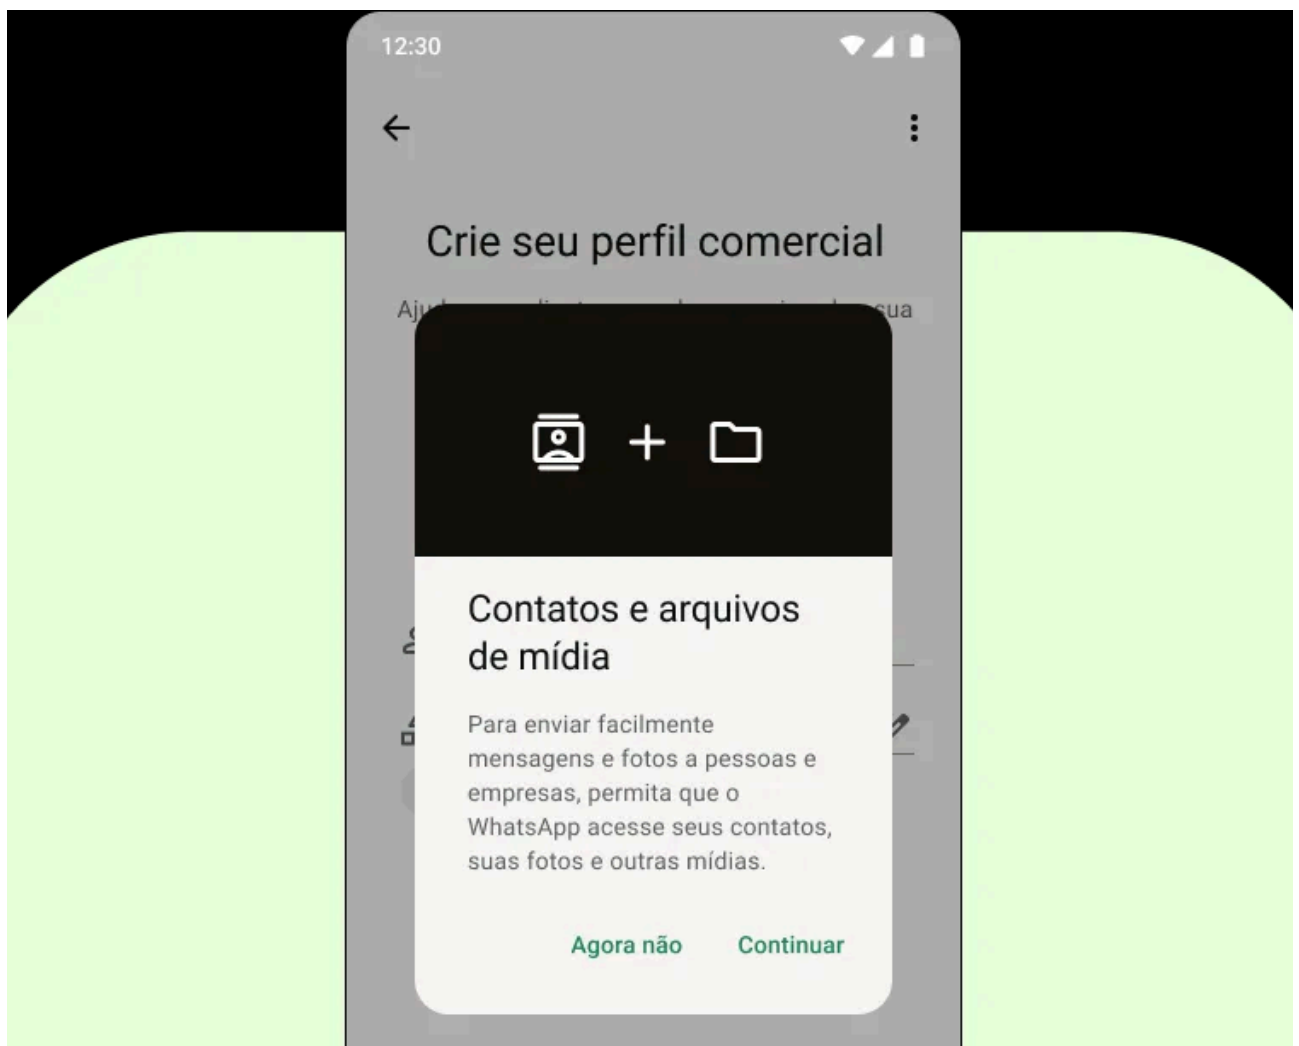 12:30
Crie seu perfil comercial
sua
Contatos e arquivos
de mídia
Para enviar facilmente
mensagens e fotos a pessoas e
empresas, permita que o
WhatsApp acesse seus contatos,
suas fotos e outras mídias.
Agora não
Continuar